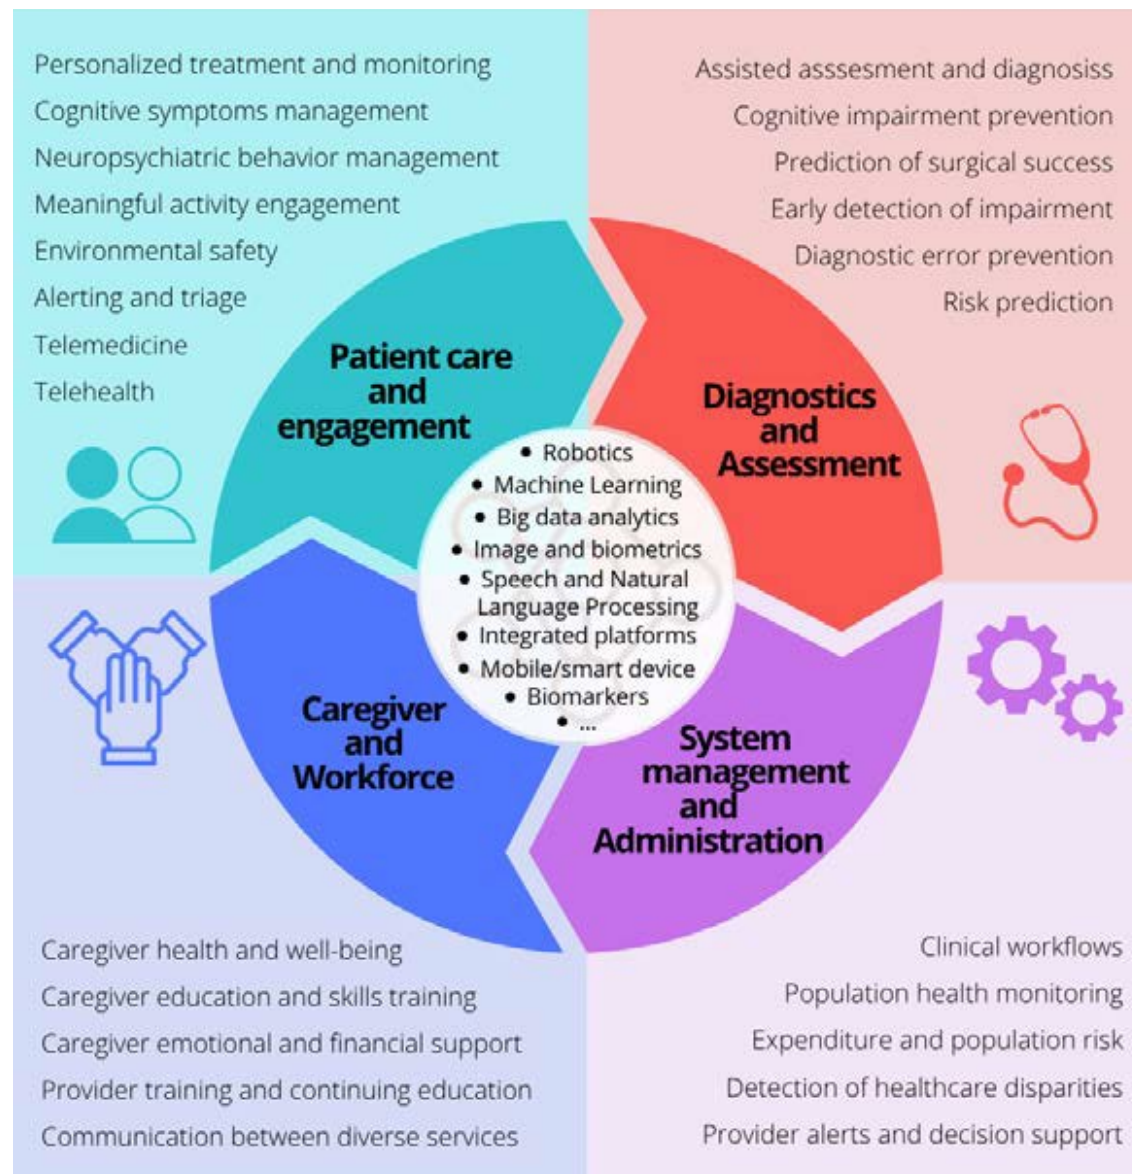 Personalized treatment and monitoring
Cognitive symptoms management
Neuropsychiatric behavior management
Meaningful activity engagement
Environmental safety
Alerting and triage
Telemedicine
Telehealth
Assisted asssesment and diagnosiss
Cognitive impairment prevention
Prediction of surgical success
Early detection of impairment
Diagnostic error prevention
Risk prediction
Patient care
and
engagement
Diagnostics
and
Assessment
• Robotics
• Machine Learning
• Big data analytics
• Image and biometrics
• Speech and Natural
Language Processing
• Integrated platforms
• Mobile/smart device
• Biomarkers
• ...
Caregiver
and
Workforce
System
management
and
Administration
Caregiver health and well-being
Caregiver education and skills training
Caregiver emotional and financial support
Provider training and continuing education
Communication between diverse services
Clinical workflows
Population health monitoring
Expenditure and population risk
Detection of healthcare disparities
Provider alerts and decision support